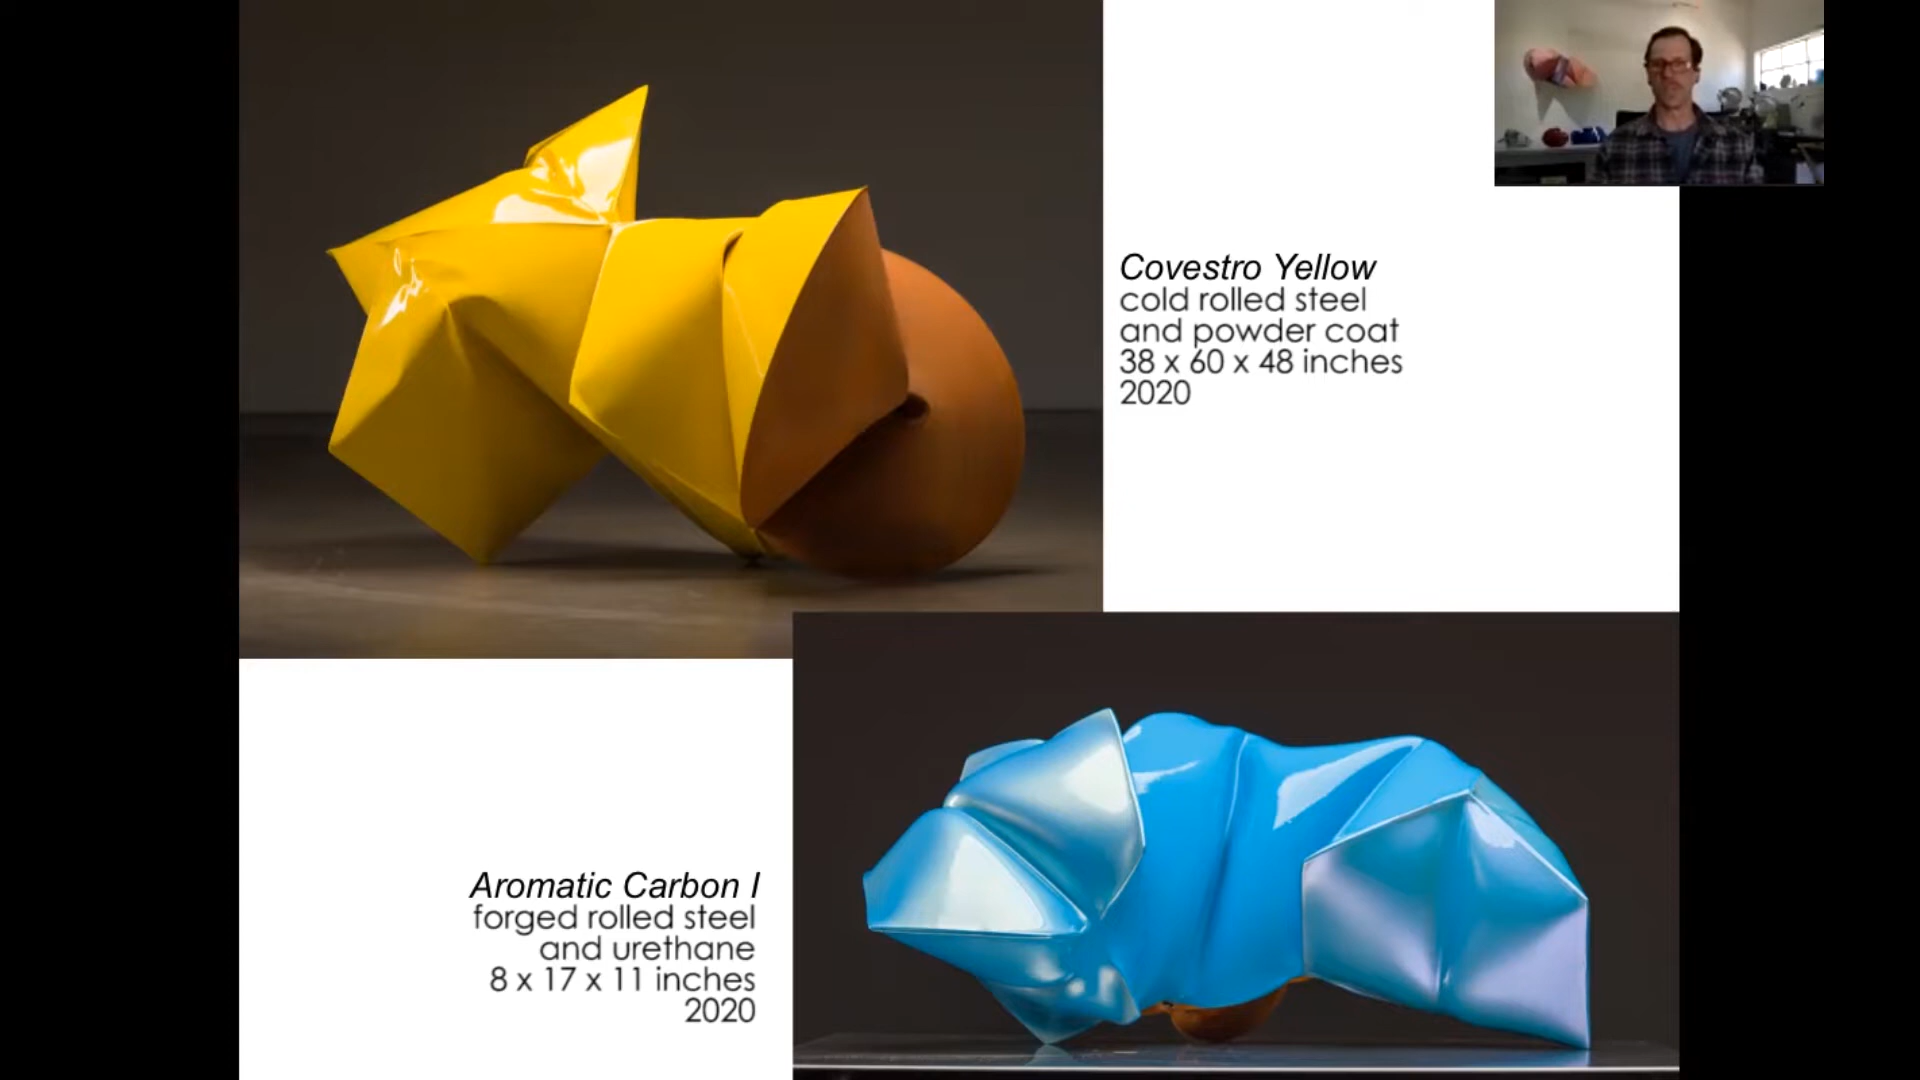 Covestro Yellow
cold rolled steel
and powder coat
38 x 60 x 48 inches
2020
Aromatic Carbon I
forged rolled steel
and urethane
8 x 17 x 11 inches
2020